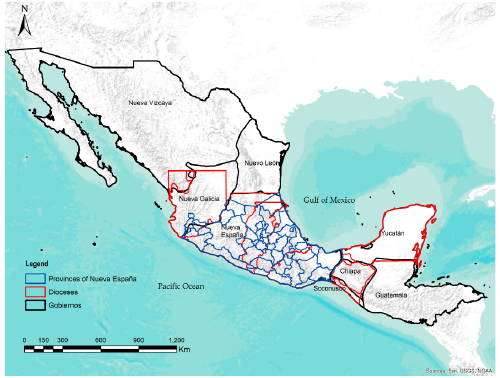 N
Nueva Vizcaya
Nuevo León
Nueva Galicia
Gulf of Mexico
Nueva
España
Yucatán
Chiapa
Soconusco
Guatemala
Pacific Ocean
Legend
Provinces of Nueva España
Dioceses
Gobiernos
0 150 300 600 900 1,200
Km
Sources: Esri, USGS, NOAA